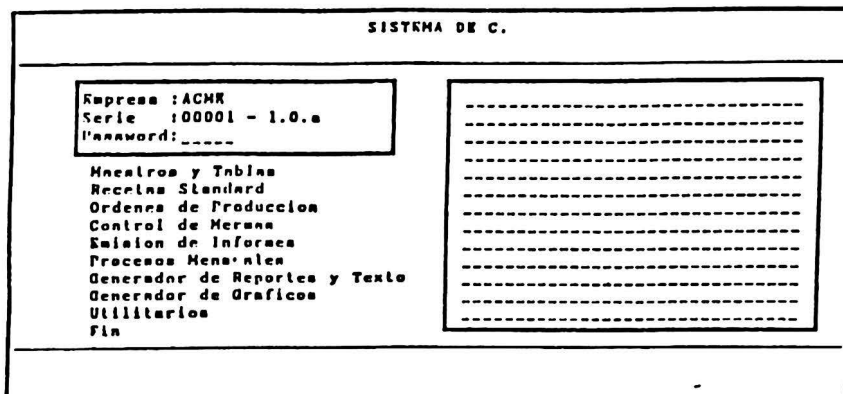 SISTEMA DE C.
Empresa :ACME
Serie :00001 - 1.0.a
Password:_____
Maestros y Tablas
Recetas Standard
Ordenes de Produccion
Control de Mermas
Emision de Informes
Procesos Mensuales
Generador de Reportes y Texto
Generador de Graficos
Utilitarios
Fin